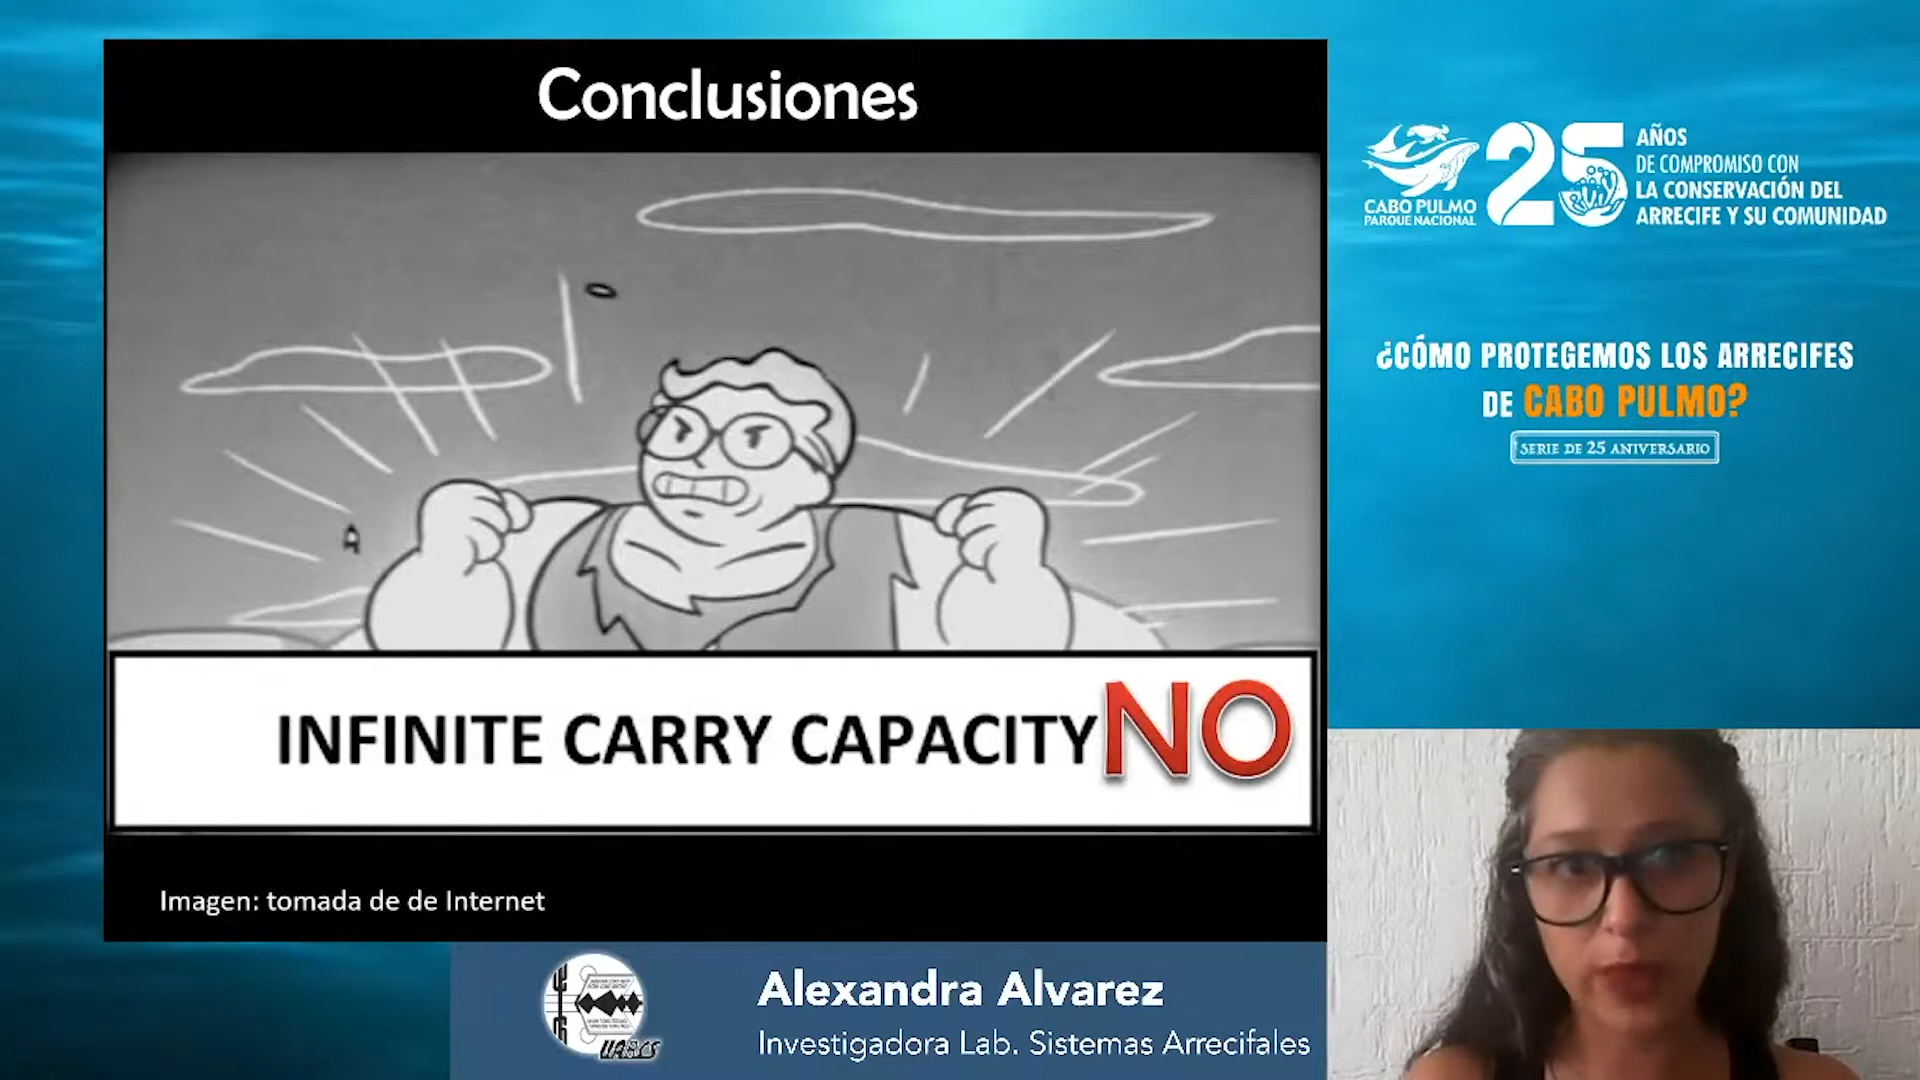 Conclusiones
INFINITE CARRY CAPACITY NO
Imagen: tomada de de Internet
CABO PULMO
PARQUE NACIONAL
25
AÑOS
DE COMPROMISO CON
LA CONSERVACIÓN DEL
ARRECIFE Y SU COMUNIDAD
¿CÓMO PROTEGEMOS LOS ARRECIFES
DE CABO PULMO?
SERIE DE 25 ANIVERSARIO
Alexandra Alvarez
Investigadora Lab. Sistemas Arrecifales
UABCS